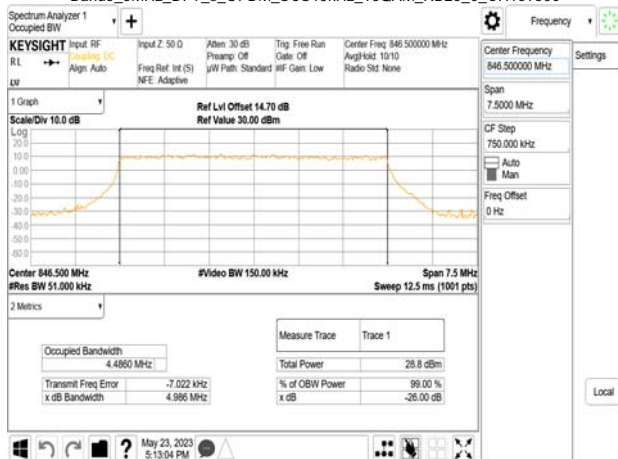 Spectrum Analyzer 1
Occupied BW
+
Frequency
KEYSIGHT
RL
Input: RF
Coupling: DC
Align: Auto
Input Z: 50 Ω
Freq Ref: Int (S)
NFE: Adaptive
Atten: 30 dB
Preamp: Off
µW Path: Standard
Trig: Free Run
Gate: Off
#IF Gain: Low
Center Freq: 846.500000 MHz
Avg|Hold: 10/10
Radio Std: None
Center Frequency
846.500000 MHz
Settings
Span
7.5000 MHz
CF Step
750.000 kHz
Auto
Man
Freq Offset
0 Hz
Local
1 Graph
Scale/Div 10.0 dB
Ref Lvl Offset 14.70 dB
Ref Value 30.00 dBm
Log
20.0
10.0
0.00
-10.0
-20.0
-30.0
-40.0
-50.0
-60.0
Center 846.500 MHz
#Res BW 51.000 kHz
#Video BW 150.00 kHz
Span 7.5 MHz
Sweep 12.5 ms (1001 pts)
2 Metrics
Occupied Bandwidth
4.4860 MHz
Transmit Freq Error -7.022 kHz
x dB Bandwidth 4.986 MHz
Measure Trace Trace 1
Total Power 28.8 dBm
% of OBW Power 99.00 %
x dB -26.00 dB
?
May 23, 2023
5:13:04 PM